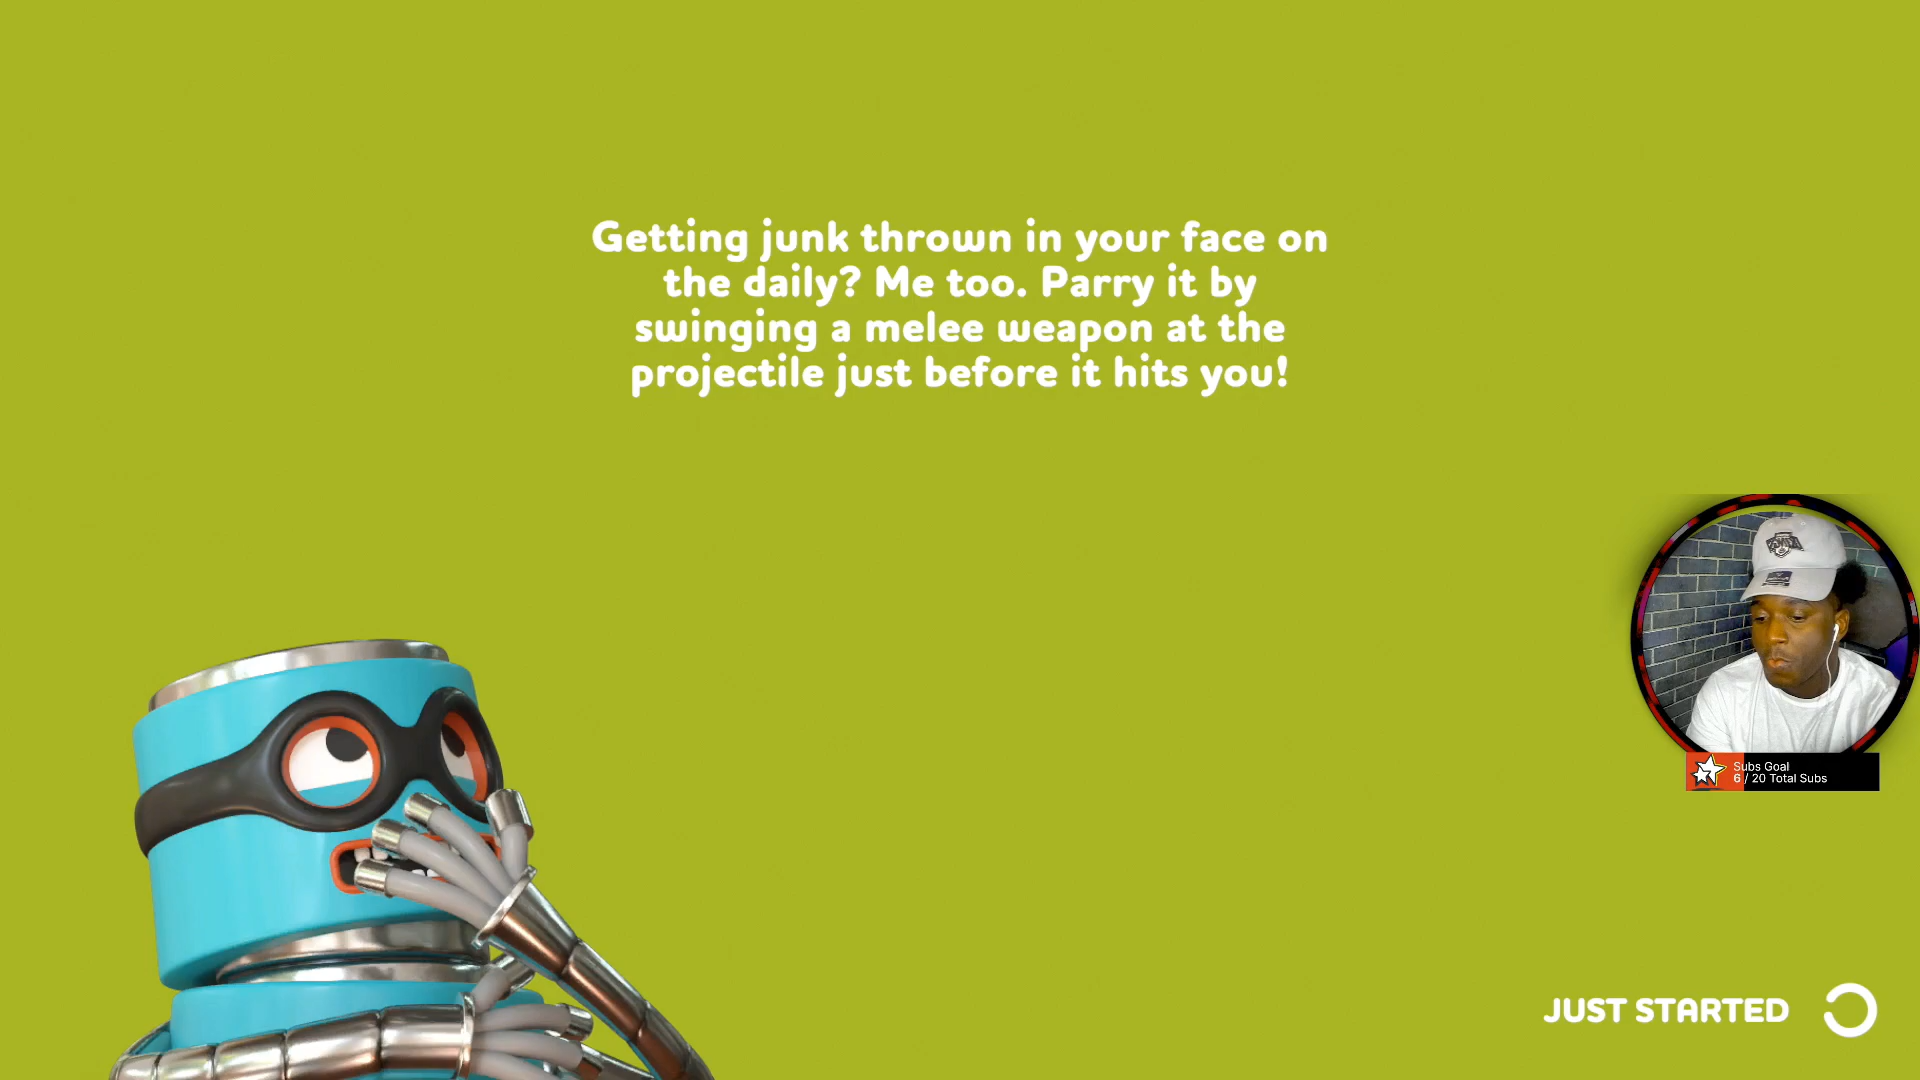 Getting junk thrown in your face on
the daily? Me too. Parry it by
swinging a melee weapon at the
projectile just before it hits you!
Subs Goal
6 / 20 Total Subs
JUST STARTED